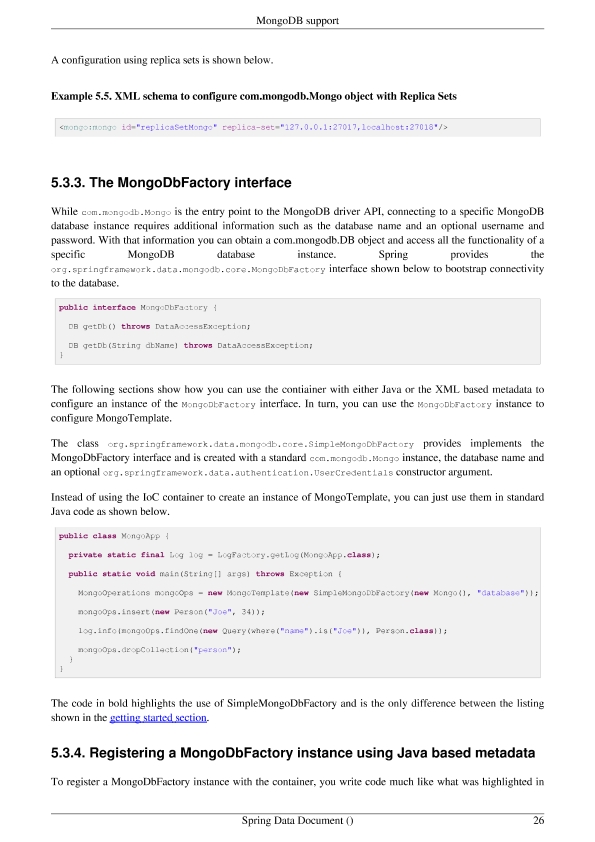 MongoDB support
A configuration using replica sets is shown below.
Example 5.5. XML schema to configure com.mongodb.Mongo object with Replica Sets
<mongo:mongo id="replicaSetMongo" replica-set="127.0.0.1:27017,localhost:27018"/>
5.3.3. The MongoDbFactory interface
While com.mongodb.Mongo is the entry point to the MongoDB driver API, connecting to a specific MongoDB
database instance requires additional information such as the database name and an optional username and
password. With that information you can obtain a com.mongodb.DB object and access all the functionality of a
specific MongoDB database instance. Spring provides the
org.springframework.data.mongodb.core.MongoDbFactory interface shown below to bootstrap connectivity
to the database.
public interface MongoDbFactory {
DB getDb() throws DataAccessException;
DB getDb(String dbName) throws DataAccessException;
}
The following sections show how you can use the contiainer with either Java or the XML based metadata to
configure an instance of the MongoDbFactory interface. In turn, you can use the MongoDbFactory instance to
configure MongoTemplate.
The class org.springframework.data.mongodb.core.SimpleMongoDbFactory provides implements the
MongoDbFactory interface and is created with a standard com.mongodb.Mongo instance, the database name and
an optional org.springframework.data.authentication.UserCredentials constructor argument.
Instead of using the IoC container to create an instance of MongoTemplate, you can just use them in standard
Java code as shown below.
public class MongoApp {
private static final Log log = LogFactory.getLog(MongoApp.class);
public static void main(String[] args) throws Exception {
MongoOperations mongoOps = new MongoTemplate(new SimpleMongoDbFactory(new Mongo(), "database"));
mongoOps.insert(new Person("Joe", 34));
log.info(mongoOps.findOne(new Query(where("name").is("Joe")), Person.class));
mongoOps.dropCollection("person");
}
}
The code in bold highlights the use of SimpleMongoDbFactory and is the only difference between the listing
shown in the getting started section.
5.3.4. Registering a MongoDbFactory instance using Java based metadata
To register a MongoDbFactory instance with the container, you write code much like what was highlighted in
Spring Data Document () 26